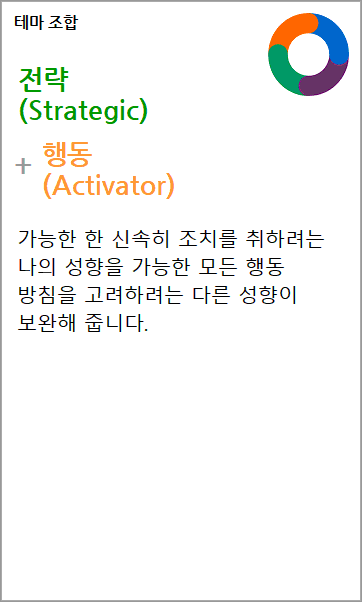 테마 조합
전략
(Strategic)
+ 행동
(Activator)
가능한 한 신속히 조치를 취하려는
나의 성향을 가능한 모든 행동
방침을 고려하려는 다른 성향이
보완해 줍니다.